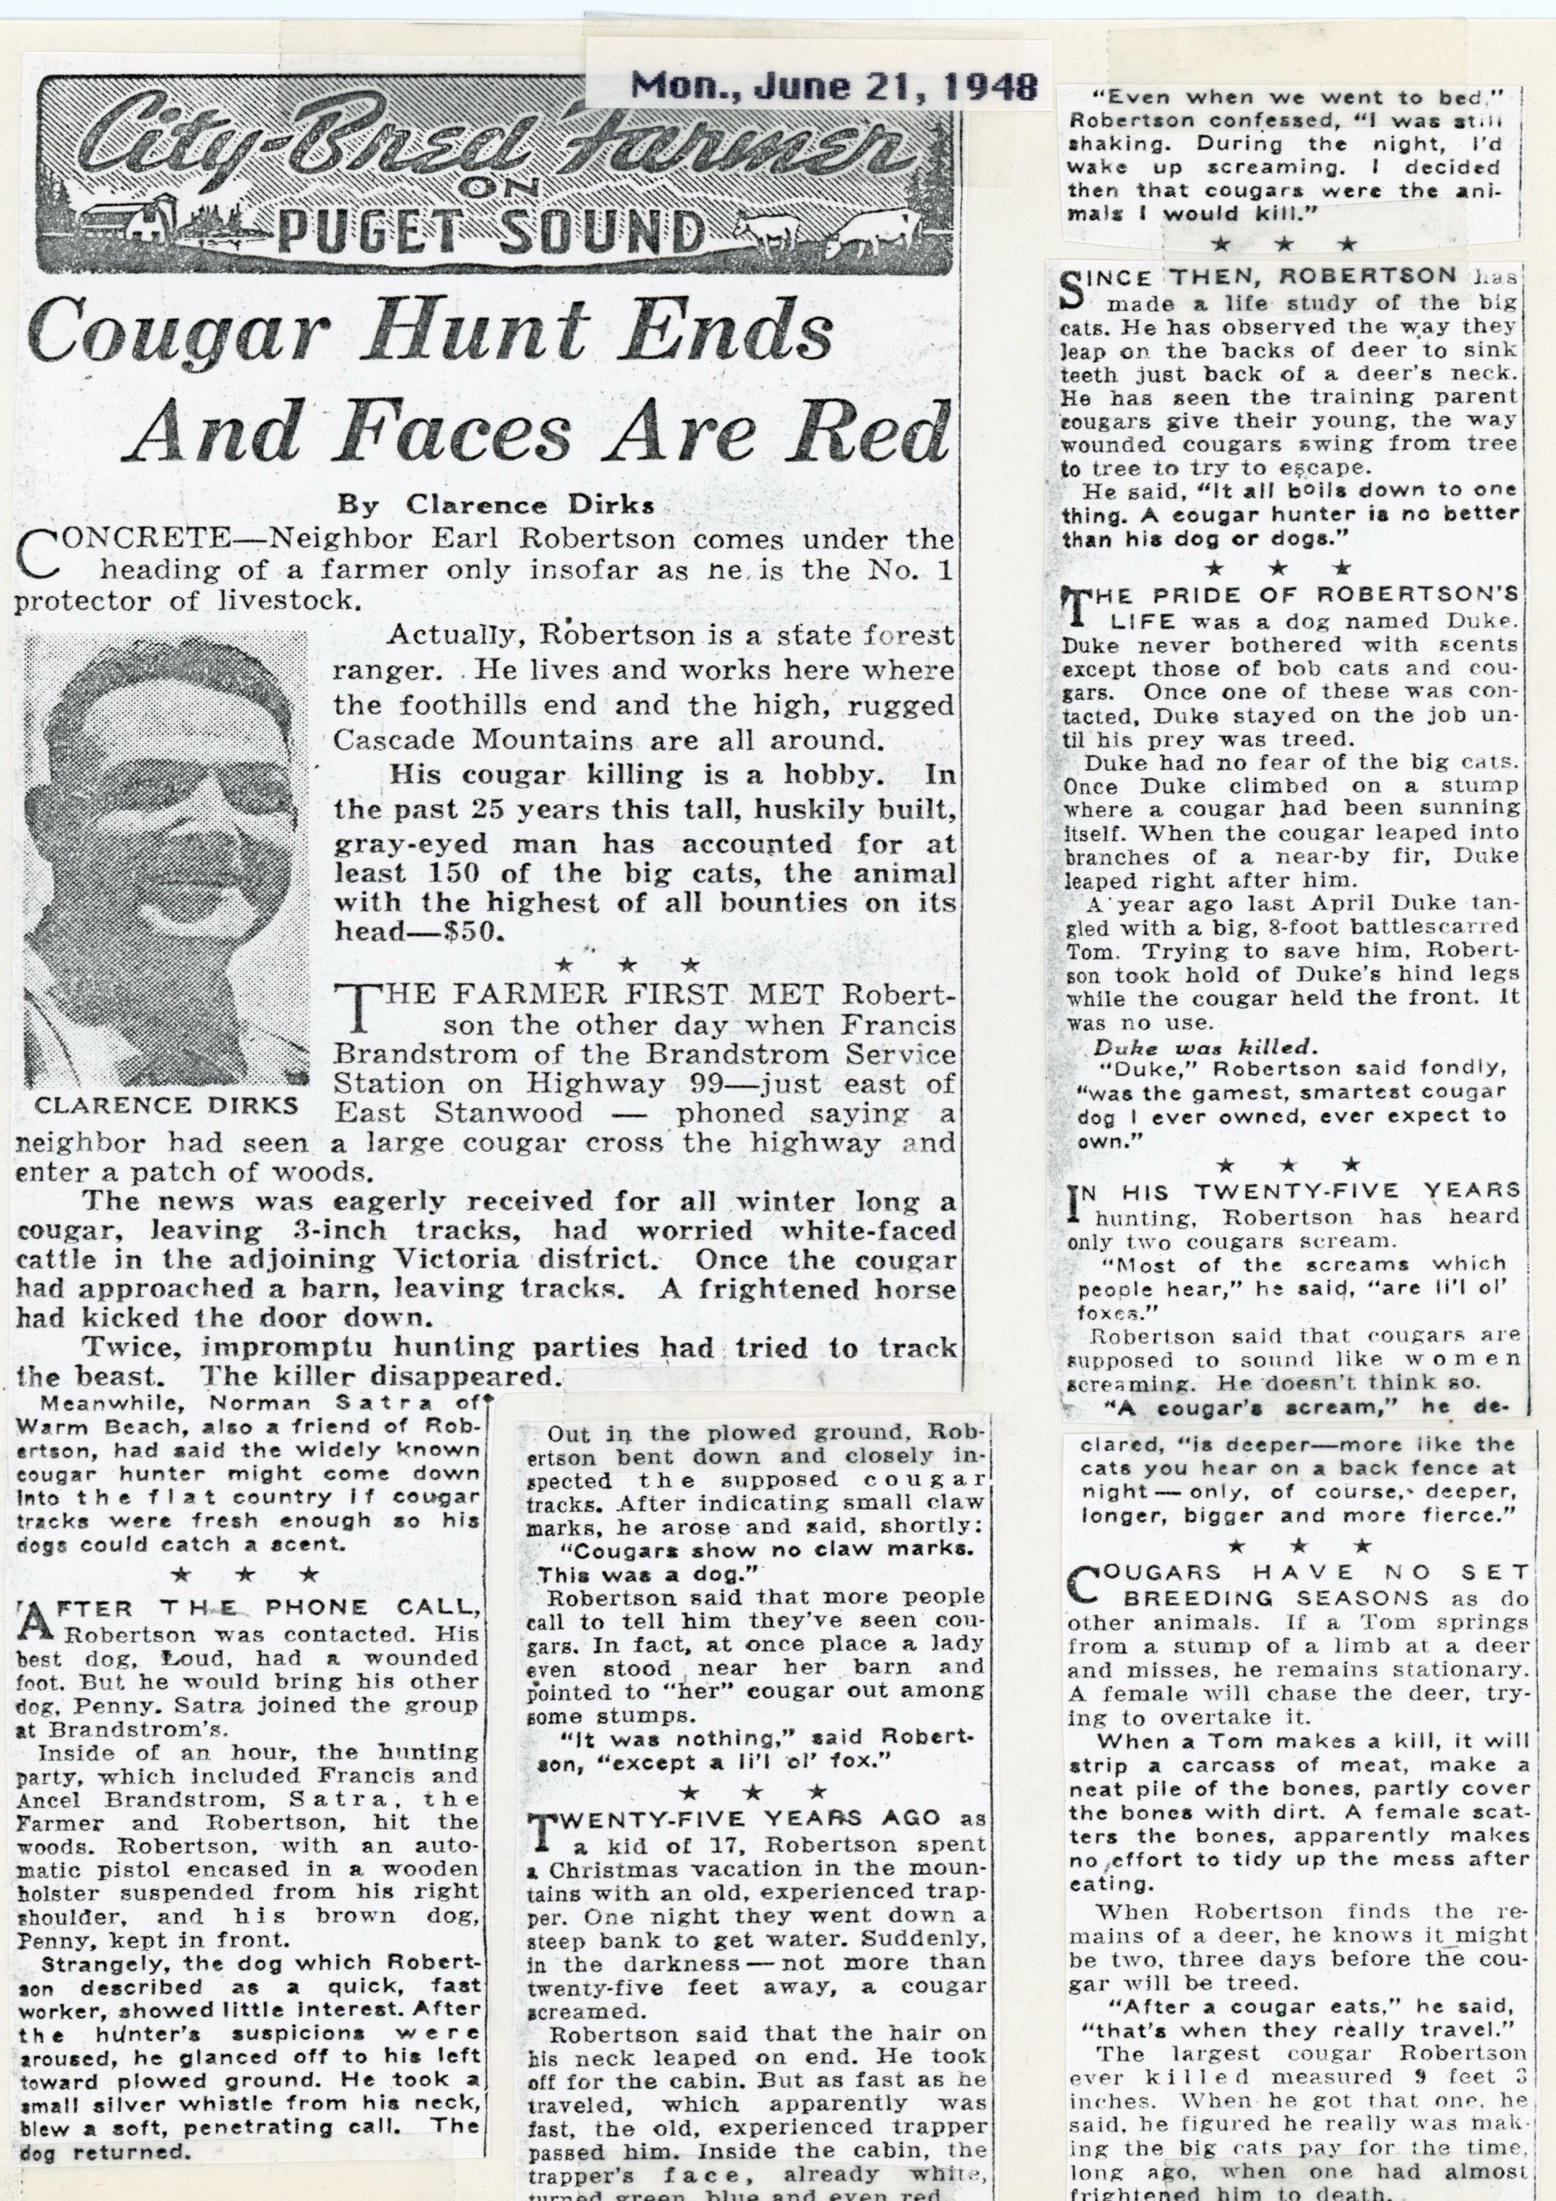 Mon., June 21, 1948
City-Bred Farmer
ON
PUGET SOUND
Cougar Hunt Ends
And Faces Are Red
By Clarence Dirks
CONCRETE—Neighbor Earl Robertson comes under the
heading of a farmer only insofar as he is the No. 1
protector of livestock.
Actually, Robertson is a state forest
ranger. He lives and works here where
the foothills end and the high, rugged
Cascade Mountains are all around.
His cougar killing is a hobby. In
the past 25 years this tall, huskily built,
gray-eyed man has accounted for at
least 150 of the big cats, the animal
with the highest of all bounties on its
head—$50.
★ ★ ★
THE FARMER FIRST MET Robert-
son the other day when Francis
Brandstrom of the Brandstrom Service
Station on Highway 99—just east of
CLARENCE DIRKS
East Stanwood — phoned saying a
neighbor had seen a large cougar cross the highway and
enter a patch of woods.
The news was eagerly received for all winter long a
cougar, leaving 3-inch tracks, had worried white-faced
cattle in the adjoining Victoria district. Once the cougar
had approached a barn, leaving tracks. A frightened horse
had kicked the door down.
Twice, impromptu hunting parties had tried to track
the beast. The killer disappeared.
Meanwhile, Norman Satra of
Warm Beach, also a friend of Rob-
ertson, had said the widely known
cougar hunter might come down
into the flat country if cougar
tracks were fresh enough so his
dogs could catch a scent.
★ ★ ★
AFTER THE PHONE CALL,
Robertson was contacted. His
best dog, Loud, had a wounded
foot. But he would bring his other
dog, Penny. Satra joined the group
at Brandstrom's.
Inside of an hour, the hunting
party, which included Francis and
Ancel Brandstrom, Satra, the
Farmer and Robertson, hit the
woods. Robertson, with an auto-
matic pistol encased in a wooden
holster suspended from his right
shoulder, and his brown dog,
Penny, kept in front.
Strangely, the dog which Robert-
son described as a quick, fast
worker, showed little interest. After
the hunter's suspicions were
aroused, he glanced off to his left
toward plowed ground. He took a
small silver whistle from his neck,
blew a soft, penetrating call. The
dog returned.
Out in the plowed ground, Rob-
ertson bent down and closely in-
spected the supposed cougar
tracks. After indicating small claw
marks, he arose and said, shortly:
"Cougars show no claw marks.
This was a dog."
Robertson said that more people
call to tell him they've seen cou-
gars. In fact, at once place a lady
even stood near her barn and
pointed to "her" cougar out among
some stumps.
"It was nothing," said Robert-
son, "except a li'l ol' fox."
★ ★ ★
TWENTY-FIVE YEARS AGO as
a kid of 17, Robertson spent
a Christmas vacation in the moun-
tains with an old, experienced trap-
per. One night they went down a
steep bank to get water. Suddenly,
in the darkness — not more than
twenty-five feet away, a cougar
screamed.
Robertson said that the hair on
his neck leaped on end. He took
off for the cabin. But as fast as he
traveled, which apparently was
fast, the old, experienced trapper
passed him. Inside the cabin, the
trapper's face, already white,
turned green, blue and even red.
"Even when we went to bed,"
Robertson confessed, "I was still
shaking. During the night, I'd
wake up screaming. I decided
then that cougars were the ani-
mals I would kill."
★ ★ ★
SINCE THEN, ROBERTSON has
made a life study of the big
cats. He has observed the way they
leap on the backs of deer to sink
teeth just back of a deer's neck.
He has seen the training parent
cougars give their young, the way
wounded cougars swing from tree
to tree to try to escape.
He said, "It all boils down to one
thing. A cougar hunter is no better
than his dog or dogs."
★ ★ ★
THE PRIDE OF ROBERTSON'S
LIFE was a dog named Duke.
Duke never bothered with scents
except those of bob cats and cou-
gars. Once one of these was con-
tacted, Duke stayed on the job un-
til his prey was treed.
Duke had no fear of the big cats.
Once Duke climbed on a stump
where a cougar had been sunning
itself. When the cougar leaped into
branches of a near-by fir, Duke
leaped right after him.
A year ago last April Duke tan-
gled with a big, 8-foot battlescarred
Tom. Trying to save him, Robert-
son took hold of Duke's hind legs
while the cougar held the front. It
was no use.
Duke was killed.
"Duke," Robertson said fondly,
"was the gamest, smartest cougar
dog I ever owned, ever expect to
own."
★ ★ ★
IN HIS TWENTY-FIVE YEARS
hunting, Robertson has heard
only two cougars scream.
"Most of the screams which
people hear," he said, "are li'l ol'
foxes."
Robertson said that cougars are
supposed to sound like women
screaming. He doesn't think so.
"A cougar's scream," he de-
clared, "is deeper—more like the
cats you hear on a back fence at
night — only, of course, deeper,
longer, bigger and more fierce."
★ ★ ★
COUGARS HAVE NO SET
BREEDING SEASONS as do
other animals. If a Tom springs
from a stump of a limb at a deer
and misses, he remains stationary.
A female will chase the deer, try-
ing to overtake it.
When a Tom makes a kill, it will
strip a carcass of meat, make a
neat pile of the bones, partly cover
the bones with dirt. A female scat-
ters the bones, apparently makes
no effort to tidy up the mess after
eating.
When Robertson finds the re-
mains of a deer, he knows it might
be two, three days before the cou-
gar will be treed.
"After a cougar eats," he said,
"that's when they really travel."
The largest cougar Robertson
ever killed measured 9 feet 3
inches. When he got that one, he
said, he figured he really was mak-
ing the big cats pay for the time,
long ago, when one had almost
frightened him to death.